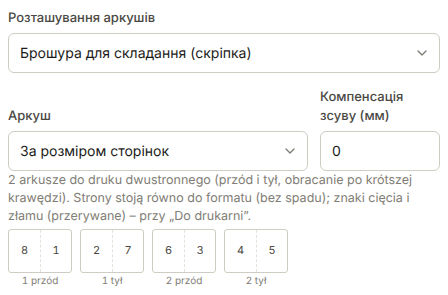 Розташування аркушів
Брошура для складання (скріпка)
Компенсація
зсуву (мм)
Аркуш
За розміром сторінок
0
2 arkusze do druku dwustronnego (przód i tył, obracanie po krótszej
krawędzi). Strony stoją równo do formatu (bez spadu); znaki cięcia i
złamu (przerywane) – przy „Do drukarni”.
8 1 2 7 6 3 4 5
1 przód 1 tył 2 przód 2 tył